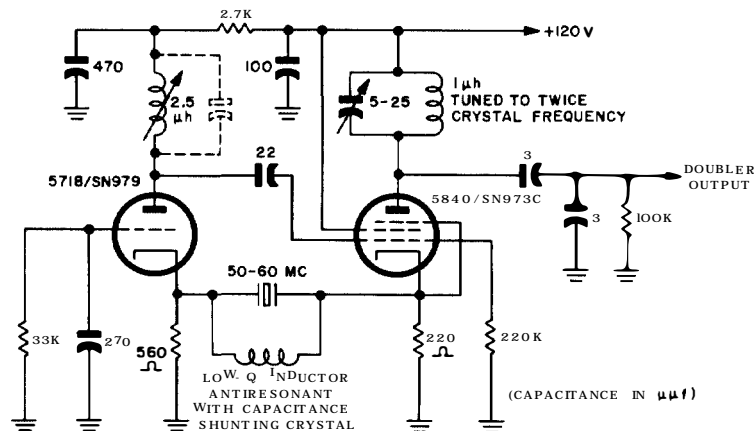 2.7K
+120V
470
100
2.5
μh
5-25
1μh
TUNED TO TWICE
CRYSTAL FREQUENCY
22
3
DOUBLER
OUTPUT
5718/SN979
5840/SN973C
3
100K
50-60 MC
33K
270
560
Ω
220
Ω
220K
LOW-Q INDUCTOR
ANTIRESONANT
WITH CAPACITANCE
SHUNTING CRYSTAL
(CAPACITANCE IN μμf)